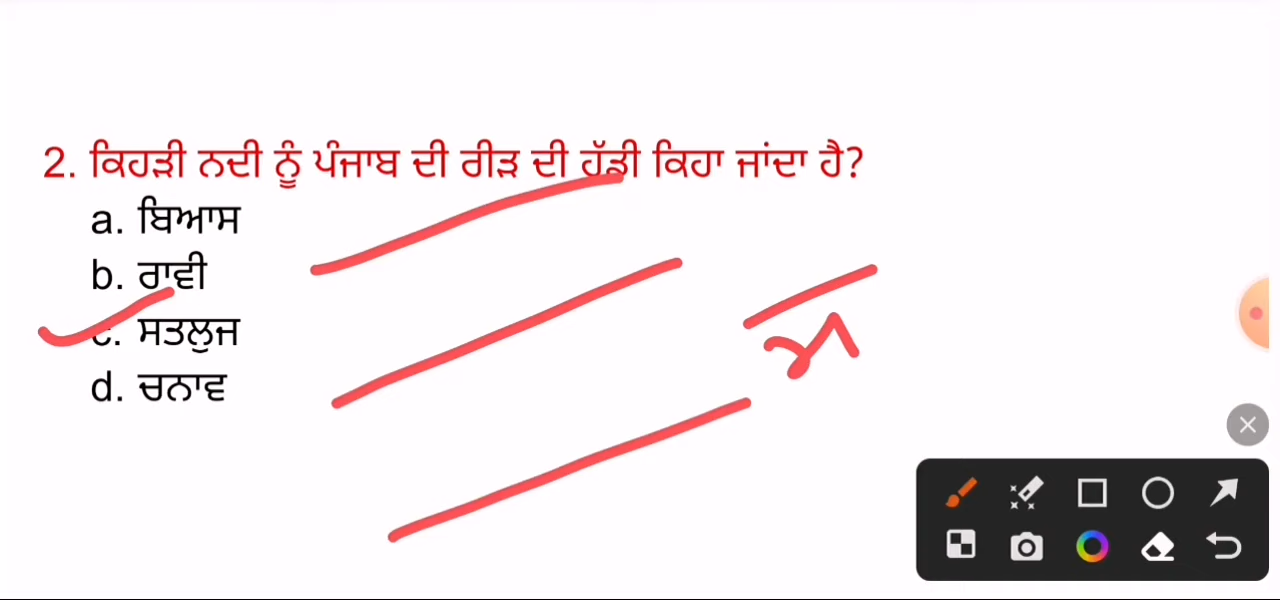 2. ਕਿਹੜੀ ਨਦੀ ਨੂੰ ਪੰਜਾਬ ਦੀ ਰੀੜ ਦੀ ਹੱਡੀ ਕਿਹਾ ਜਾਂਦਾ ਹੈ?
a. ਬਿਆਸ
b. ਰਾਵੀ
c. ਸਤਲੁਜ
d. ਚਨਾਵ